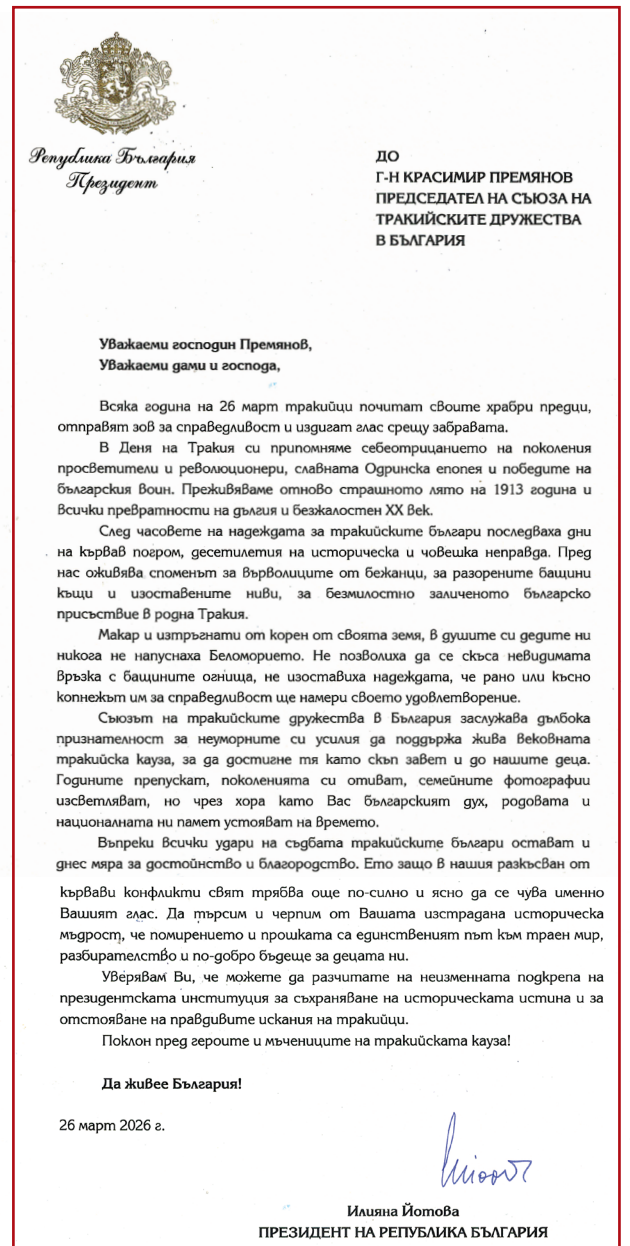 Република България
Президент
ДО
Г-Н КРАСИМИР ПРЕМЯНОВ
ПРЕДСЕДАТЕЛ НА СЪЮЗА НА
ТРАКИЙСКИТЕ ДРУЖЕСТВА
В БЪЛГАРИЯ
Уважаеми господин Премянов,
Уважаеми дами и господа,
Всяка година на 26 март тракийци почитат своите храбри предци,
отправят зов за справедливост и издигат глас срещу забравата.
В Деня на Тракия си припомняме себеотрицанието на поколения
просветители и революционери, славната Одринска епопея и победите на
българския воин. Преживяваме отново страшното лято на 1913 година и
всички превратности на дългия и безжалостен XX век.
След часовете на надеждата за тракийските българи последваха дни
на кървав погром, десетилетия на историческа и човешка неправда. Пред
нас оживява споменът за върволиците от бежанци, за разорените бащини
къщи и изоставените ниви, за безмилостно заличеното българско
присъствие в родна Тракия.
Макар и изтръгнати от корен от своята земя, в душите си дедите ни
никога не напуснаха Беломорието. Не позволиха да се скъса невидимата
връзка с бащините огнища, не изоставиха надеждата, че рано или късно
копнежът им за справедливост ще намери своето удовлетворение.
Съюзът на тракийските дружества в България заслужава дълбока
признателност за неуморните си усилия да поддържа жива вековната
тракийска кауза, за да достигне тя като скъп завет и до нашите деца.
Годините препускат, поколенията си отиват, семейните фотографии
изсветляват, но чрез хора като Вас българският дух, родовата и
националната ни памет устояват на времето.
Въпреки всички удари на съдбата тракийските българи остават и
днес мяра за достойнство и благородство. Ето защо в нашия разкъсван от
кървави конфликти свят трябва още по-силно и ясно да се чува именно
Вашият глас. Да търсим и черпим от Вашата изстрадана историческа
мъдрост, че помирението и прошката са единственият път към траен мир,
разбирателство и по-добро бъдеще за децата ни.
Уверявам Ви, че можете да разчитате на неизменната подкрепа на
президентската институция за съхраняване на историческата истина и за
отстояване на правдивите искания на тракийци.
Поклон пред героите и мъчениците на тракийската кауза!
Да живее България!
26 март 2026 г.
Илияна Йотова
ПРЕЗИДЕНТ НА РЕПУБЛИКА БЪЛГАРИЯ